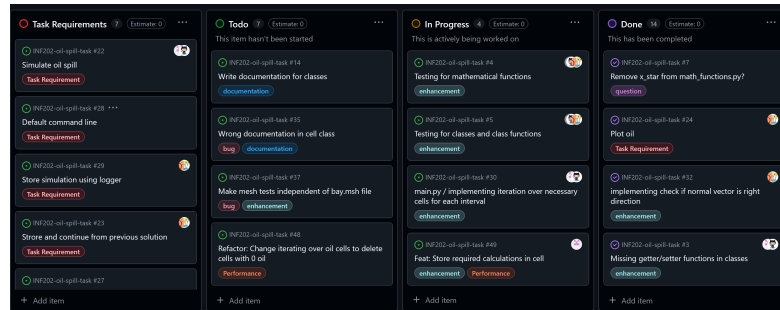 Task Requirements 7 Estimate: 0 ...
INF202-oil-spill-task #22
Simulate oil spill
Task Requirement
INF202-oil-spill-task #28 ...
Default command line
Task Requirement
INF202-oil-spill-task #29
Store simulation using logger
Task Requirement
INF202-oil-spill-task #23
Strore and continue from previous solution
Task Requirement
INF202-oil-spill-task #27
+ Add item
Todo 7 Estimate: 0 ...
This item hasn't been started
INF202-oil-spill-task #14
Write documentation for classes
documentation
INF202-oil-spill-task #35
Wrong documentation in cell class
bug documentation
INF202-oil-spill-task #37
Make mesh tests independent of bay.msh file
bug enhancement
INF202-oil-spill-task #48
Refactor: Change iterating over oil cells to delete
cells with 0 oil
Performance
+ Add item
In Progress 4 Estimate: 0 ...
This is actively being worked on
INF202-oil-spill-task #4
Testing for mathematical functions
enhancement
INF202-oil-spill-task #5
Testing for classes and class functions
enhancement
INF202-oil-spill-task #30
main.py / implementing iteration over necessary
cells for each interval
enhancement
INF202-oil-spill-task #49
Feat: Store required calculations in cell
enhancement Performance
+ Add item
Done 14 Estimate: 0 ...
This has been completed
INF202-oil-spill-task #7
Remove x_star from math_functions.py?
question
INF202-oil-spill-task #24
Plot oil
Task Requirement
INF202-oil-spill-task #32
implementing check if normal vector is right
direction
enhancement
INF202-oil-spill-task #3
Missing getter/setter functions in classes
enhancement
+ Add item